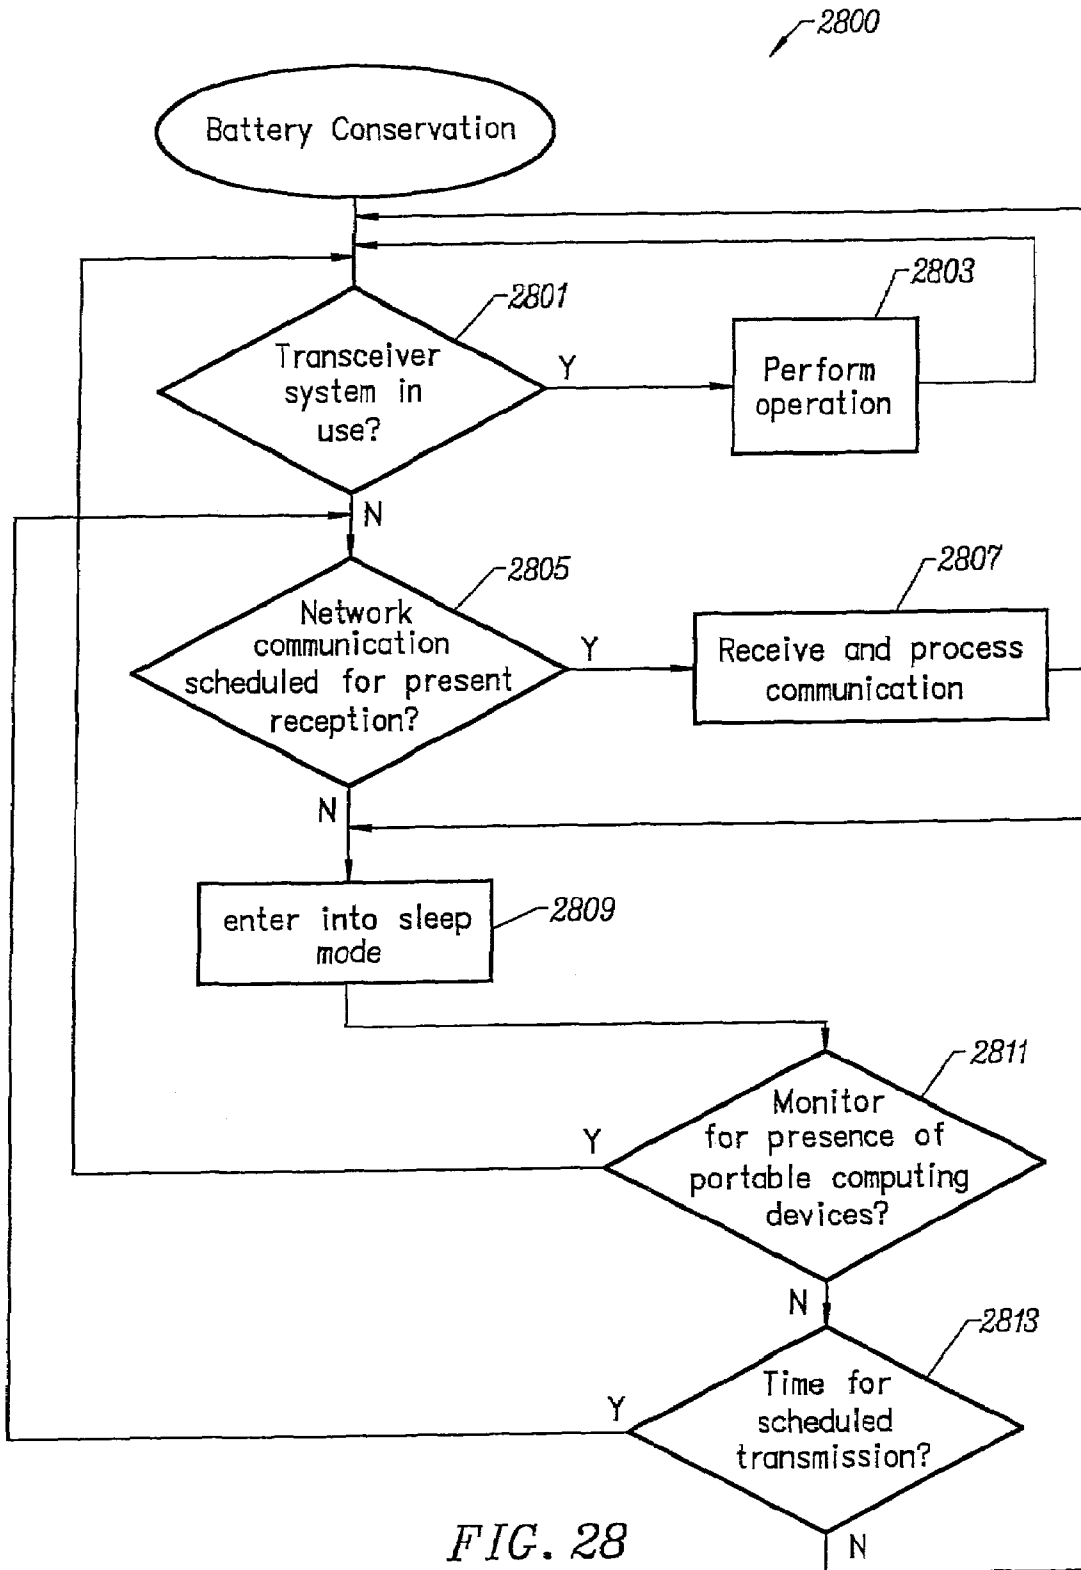 2800
Battery Conservation
2801
2803
Transceiver
system in
use?
Y
Perform
operation
N
2805
2807
Network
communication
scheduled for present
reception?
Y
Receive and process
communication
N
enter into sleep
mode
2809
2811
Monitor
for presence of
portable computing
devices?
Y
N
2813
Time for
scheduled
transmission?
Y
N
FIG. 28